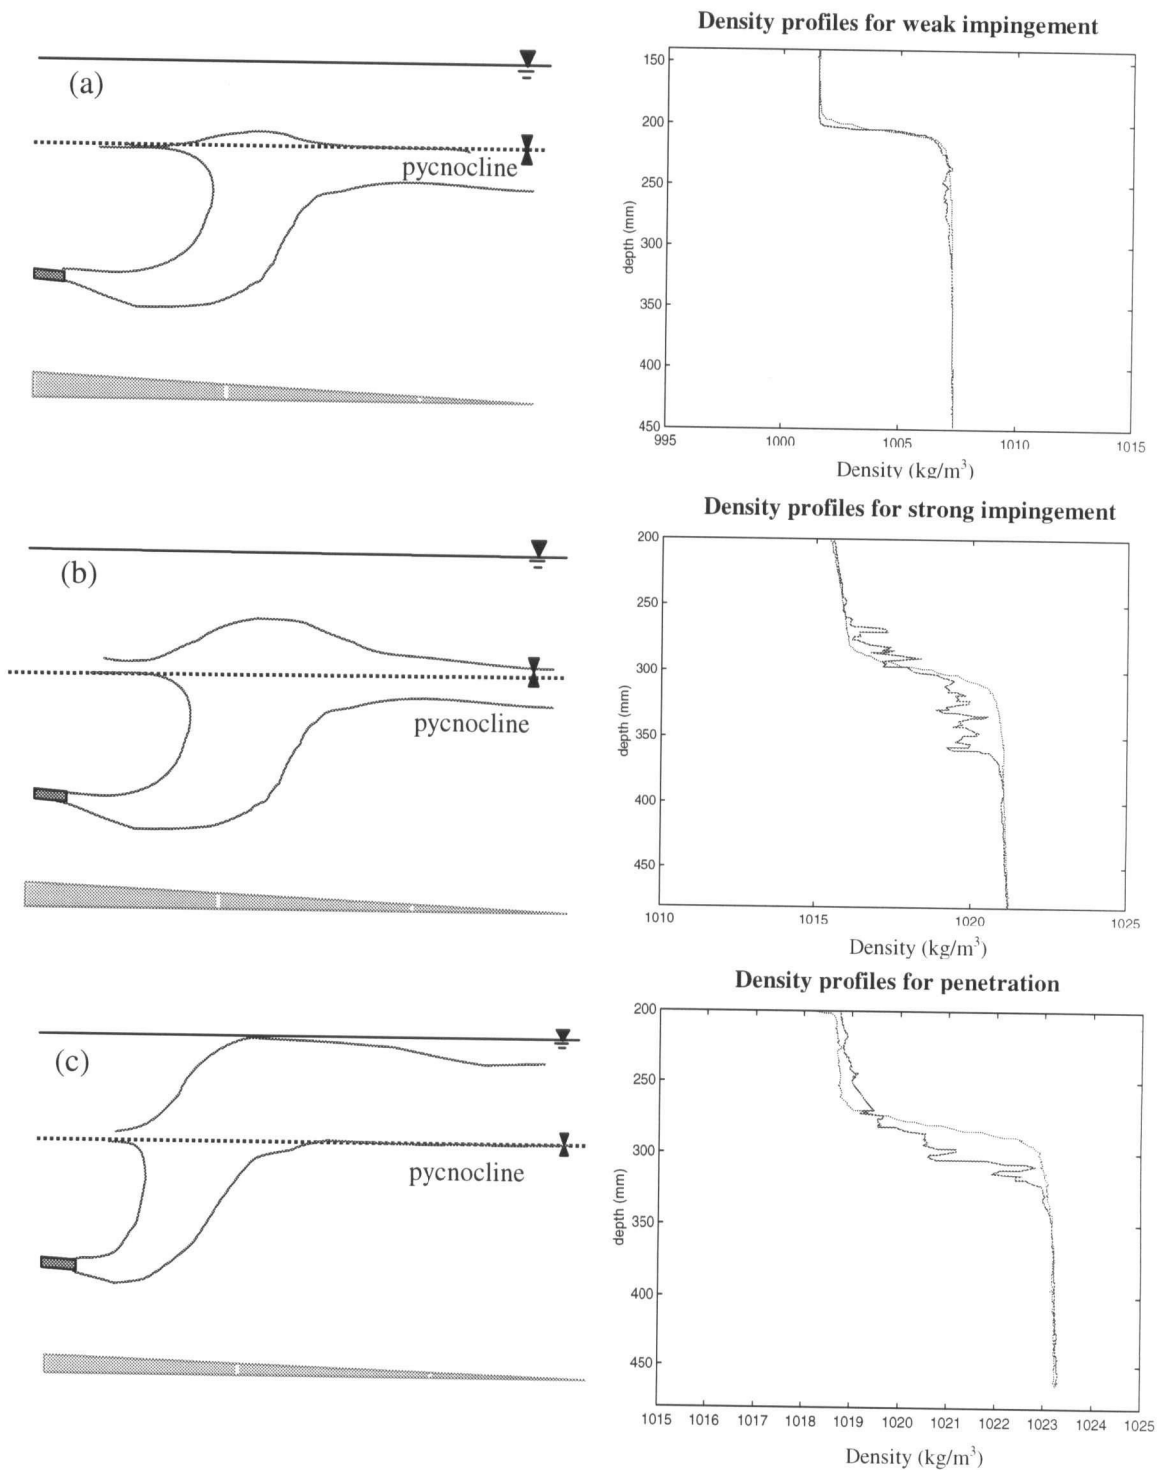 Density profiles for weak impingement
(a)
pycnocline
150
200
250
300
350
400
450
depth (mm)
995
1000
1005
1010
1015
Density (kg/m³)
Density profiles for strong impingement
(b)
pycnocline
200
250
300
350
400
450
depth (mm)
1010
1015
1020
1025
Density (kg/m³)
Density profiles for penetration
(c)
pycnocline
200
250
300
350
400
450
depth (mm)
1015 1016 1017 1018 1019 1020 1021 1022 1023 1024 1025
Density (kg/m³)